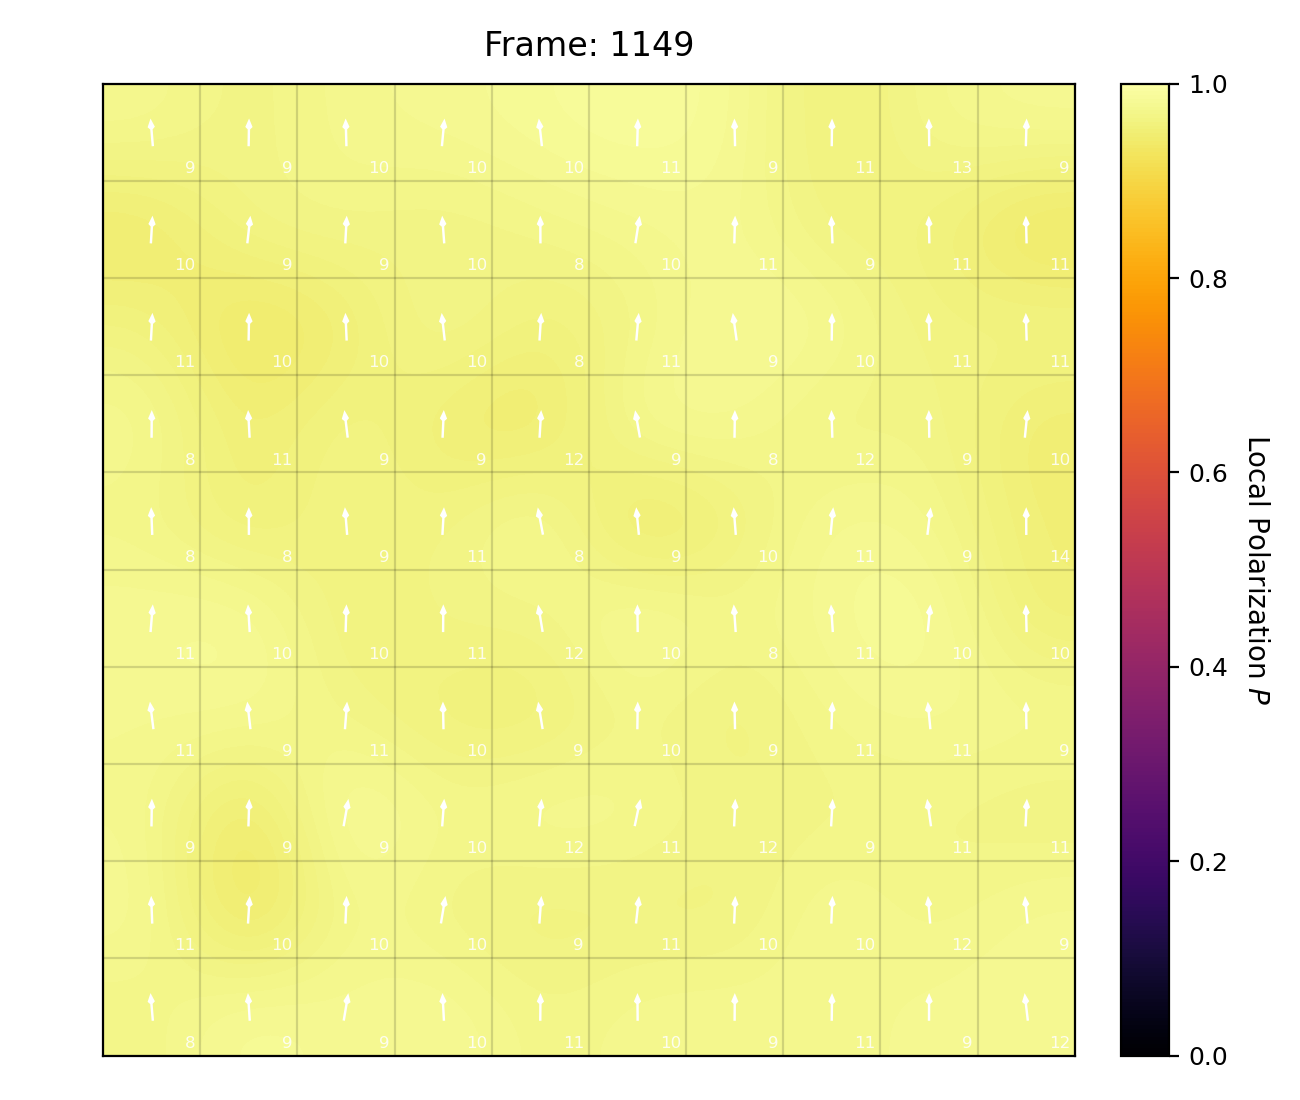 Frame: 1149
9 9 10 10 10 11 9 11 13 9
10 9 9 10 8 10 11 9 11 11
11 10 10 10 8 11 9 10 11 11
8 11 9 9 12 9 8 12 9 10
8 8 9 11 8 9 10 11 9 14
11 10 10 11 12 10 8 11 10 10
11 9 11 10 9 10 9 11 11 9
9 9 9 10 12 11 12 9 11 11
11 10 10 10 9 11 10 10 12 9
8 9 9 10 11 10 9 11 9 12
1.0
0.8
0.6
0.4
0.2
0.0
Local Polarization P